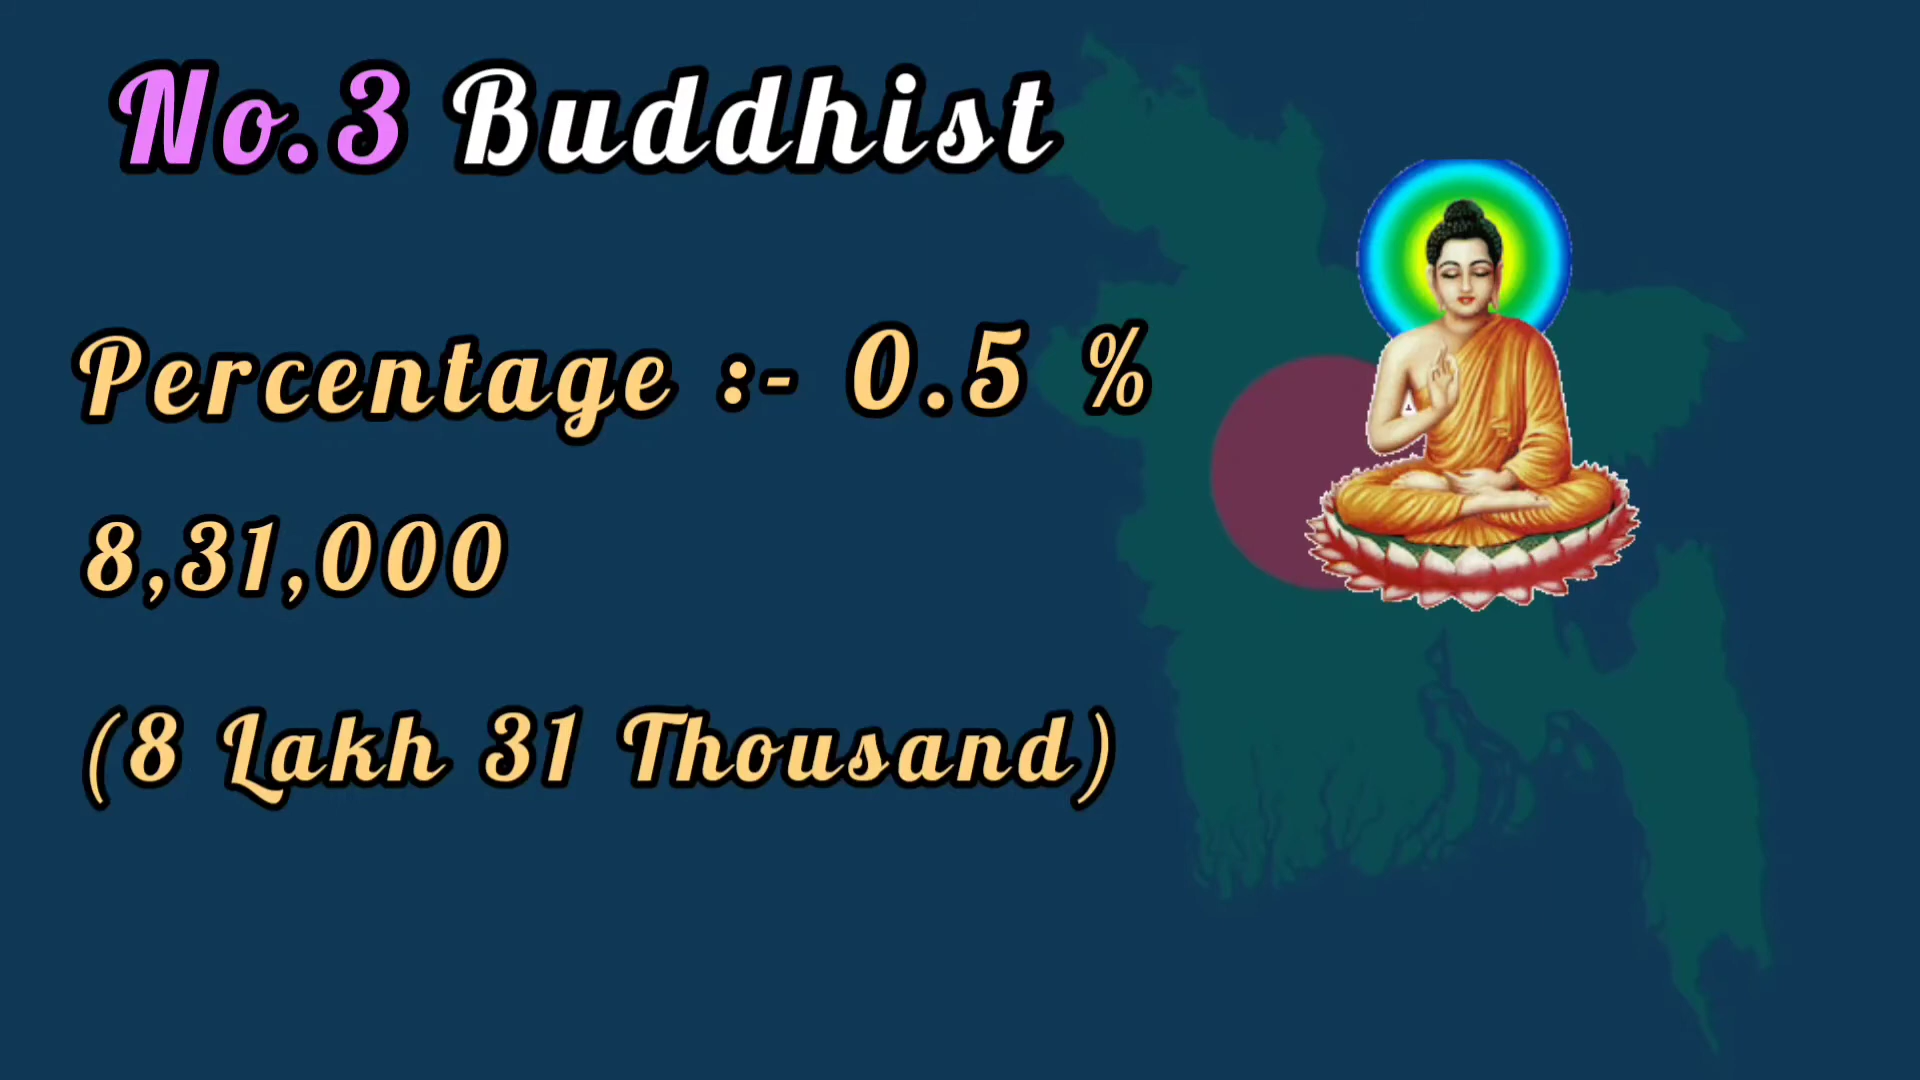 No.3 Buddhist
Percentage :- 0.5 %
8,31,000
(8 Lakh 31 Thousand)